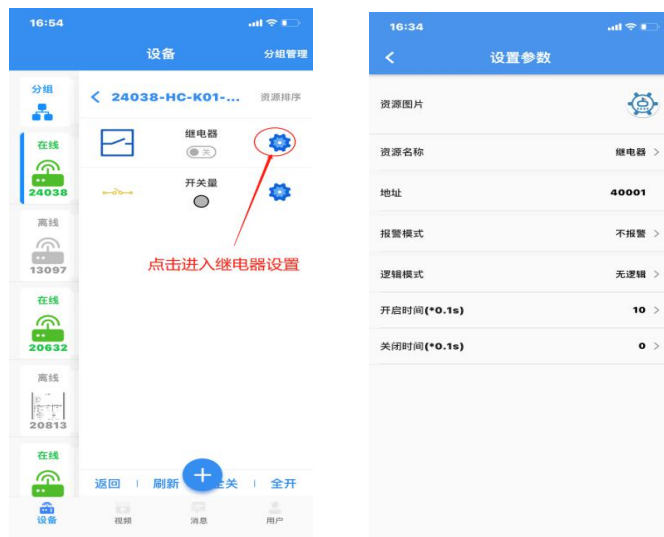 16:54
设备
分组管理
分组
24038-HC-K01-...
资源排序
在线
24038
继电器
关
开关量
离线
13097
点击进入继电器设置
在线
20632
离线
20813
在线
返回
刷新
关
全开
设备
视频
消息
用户
16:34
设置参数
资源图片
资源名称 继电器
地址 40001
报警模式 不报警
逻辑模式 无逻辑
开启时间(*0.1s) 10
关闭时间(*0.1s) 0